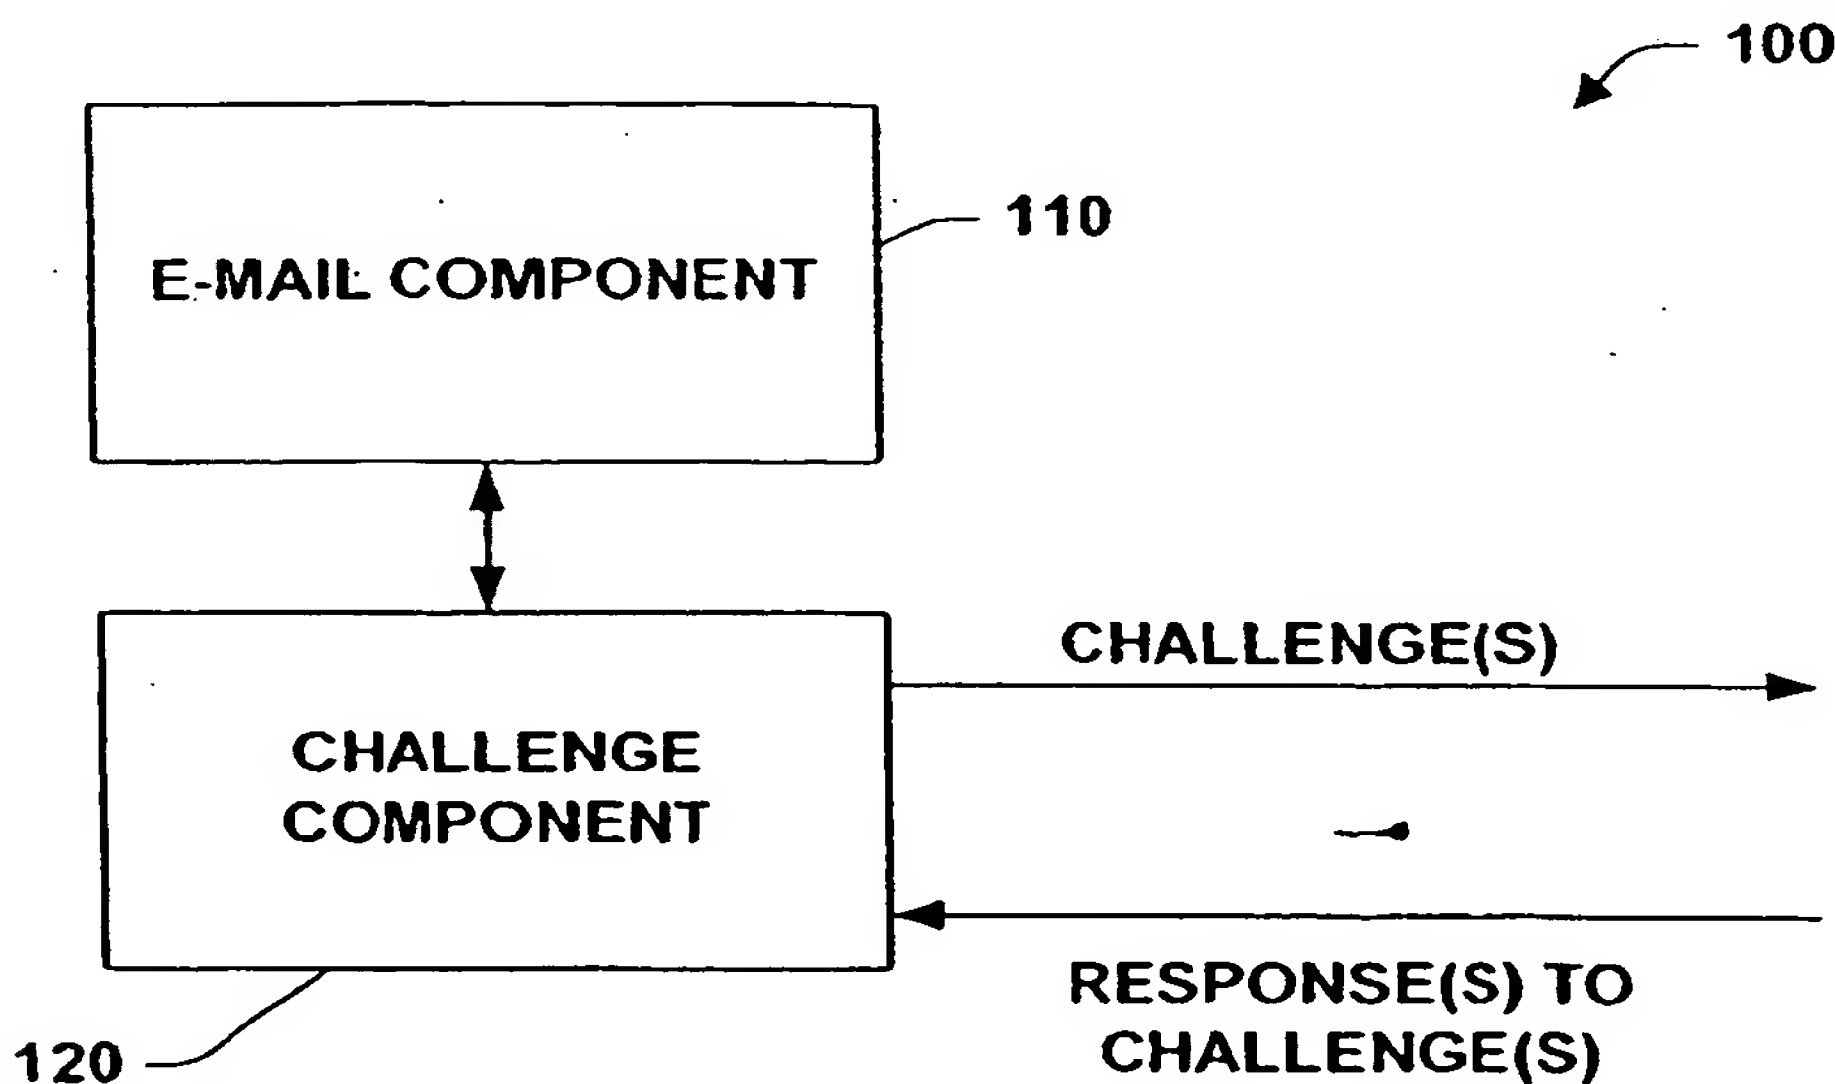 100
110
E-MAIL COMPONENT
CHALLENGE(S)
CHALLENGE
COMPONENT
RESPONSE(S) TO
CHALLENGE(S)
120